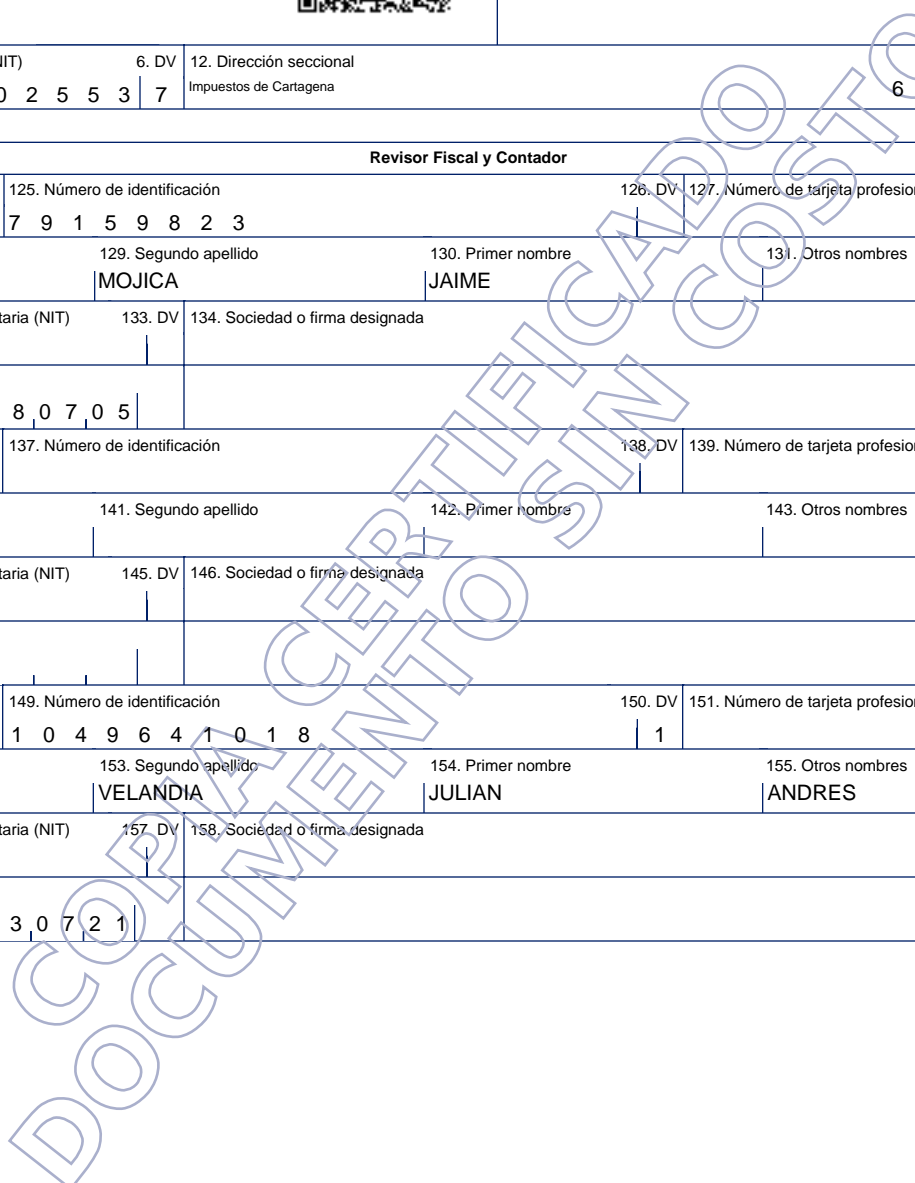 NIT) 6. DV 12. Dirección seccional
0 2 5 5 3 7 Impuestos de Cartagena 6
Revisor Fiscal y Contador
125. Número de identificación 126. DV 127. Número de tarjeta profesion
7 9 1 5 9 8 2 3
129. Segundo apellido 130. Primer nombre 131. Otros nombres
MOJICA JAIME
taria (NIT) 133. DV 134. Sociedad o firma designada
8 0 7 0 5
137. Número de identificación 138. DV 139. Número de tarjeta profesion
141. Segundo apellido 142. Primer nombre 143. Otros nombres
taria (NIT) 145. DV 146. Sociedad o firma designada
149. Número de identificación 150. DV 151. Número de tarjeta profesion
1 0 4 9 6 4 1 0 1 8 1
153. Segundo apellido 154. Primer nombre 155. Otros nombres
VELANDIA JULIAN ANDRES
taria (NIT) 157. DV 158. Sociedad o firma designada
3 0 7 2 1
COPIA CERTIFICADO
DOCUMENTO SIN COSTO